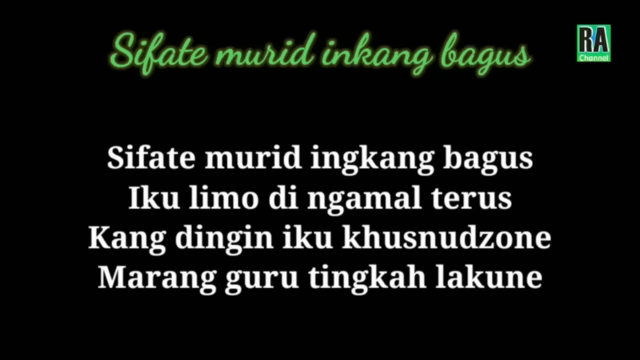 Sifate murid inkang bagus
RA
Channel
Sifate murid ingkang bagus
Iku limo di ngamal terus
Kang dingin iku khusnudzone
Marang guru tingkah lakune